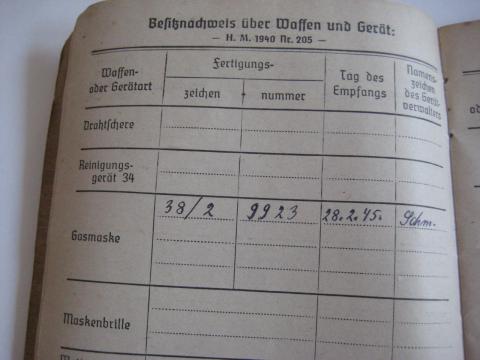 Besitznachweis über Waffen und Gerät:
— H. M. 1940 Nr. 205 —
Waffen- oder Gerätart
Fertigungs-
zeichen
nummer
Tag des Empfangs
Namens- zeichen des Gerät- verwalters
Drahtschere
Reinigungs- gerät 34
Gasmaske 38/2 9923 28.2.45. Schm.
Maskenbrille